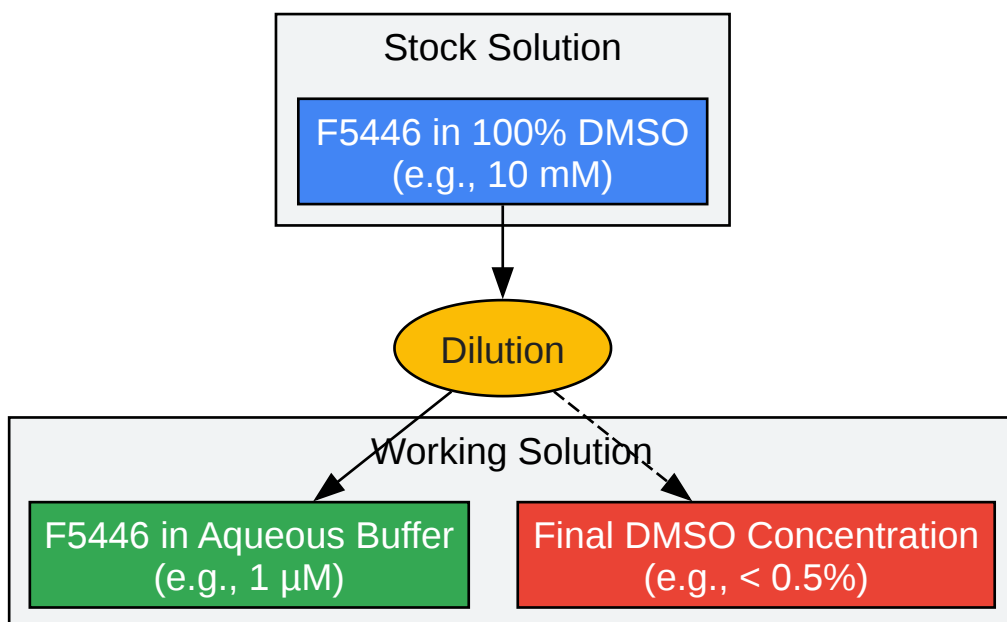 Stock Solution
F5446 in 100% DMSO
(e.g., 10 mM)
Dilution
Working Solution
F5446 in Aqueous Buffer
(e.g., 1 µM)
Final DMSO Concentration
(e.g., < 0.5%)